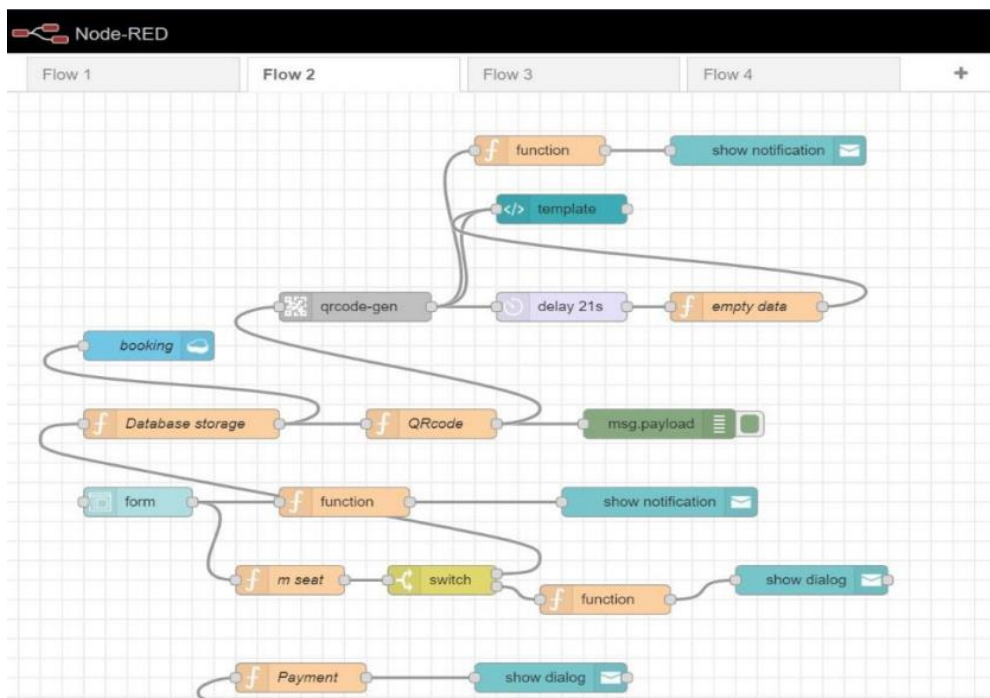 Node-RED
Flow 1
Flow 2
Flow 3
Flow 4
+
function
show notification
</> template
qrcode-gen
delay 21s
empty data
booking
Database storage
QRcode
msg.payload
form
function
show notification
m seat
switch
show dialog
function
Payment
show dialog